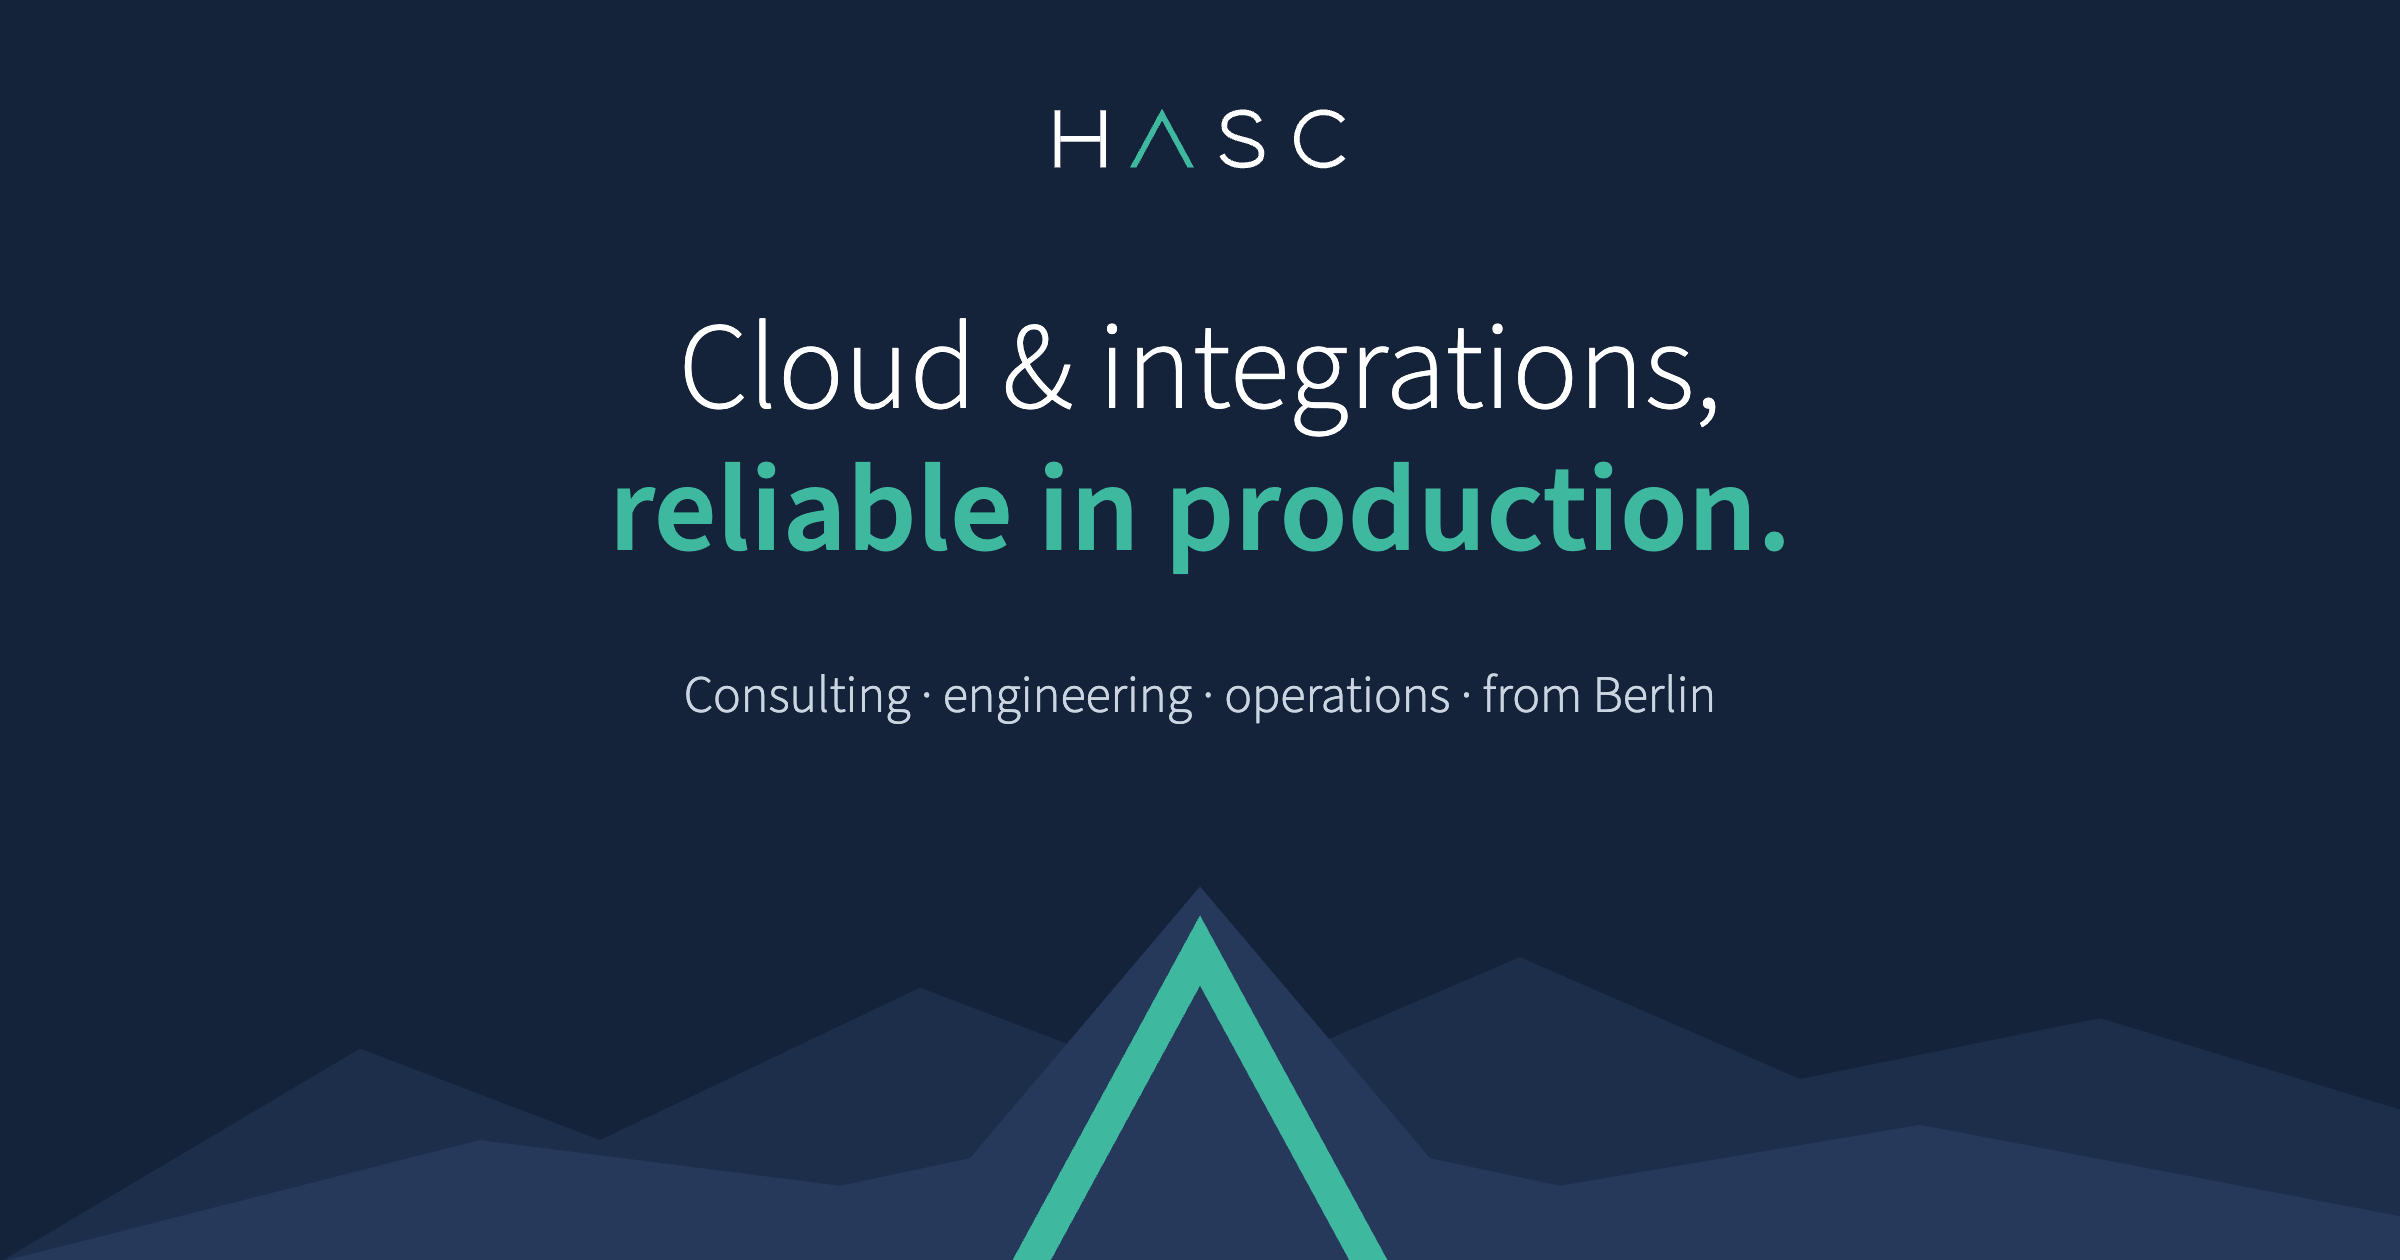 HASC
Cloud & integrations,
reliable in production.
Consulting · engineering · operations · from Berlin